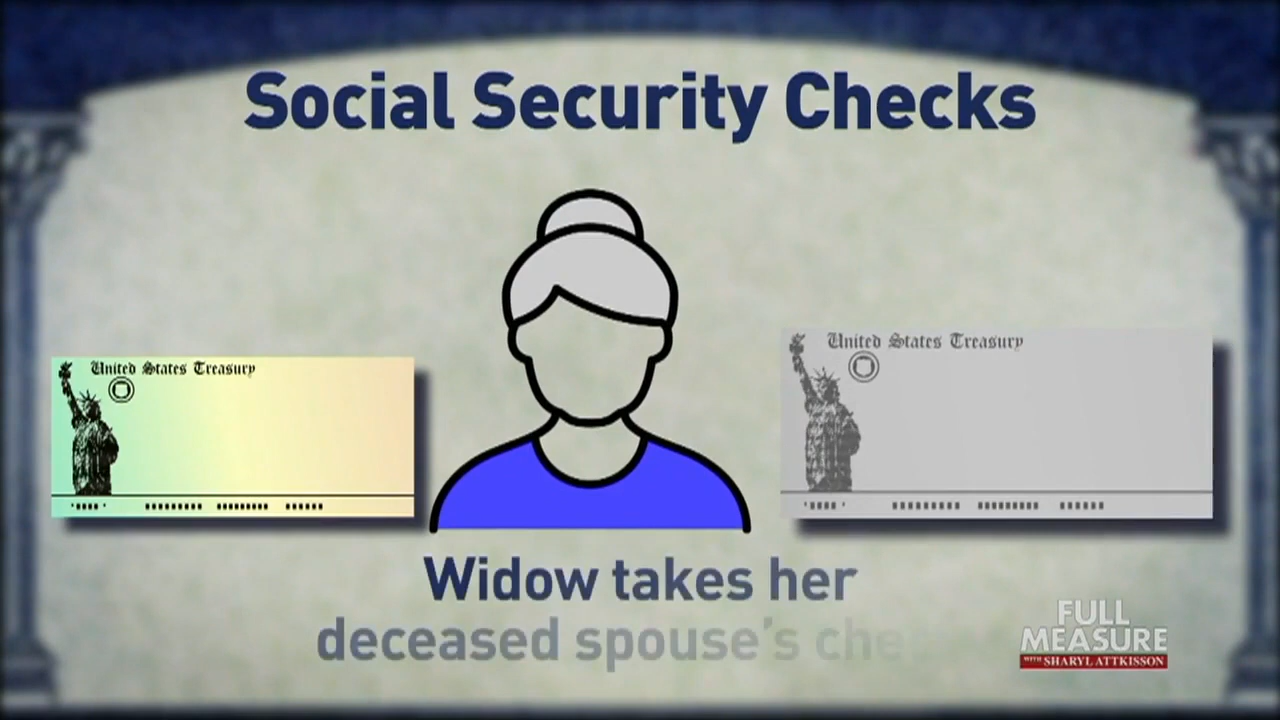 Social Security Checks
United States Treasury
United States Treasury
Widow takes her
deceased spouse's che
FULL
MEASURE
WITH SHARYL ATTKISSON